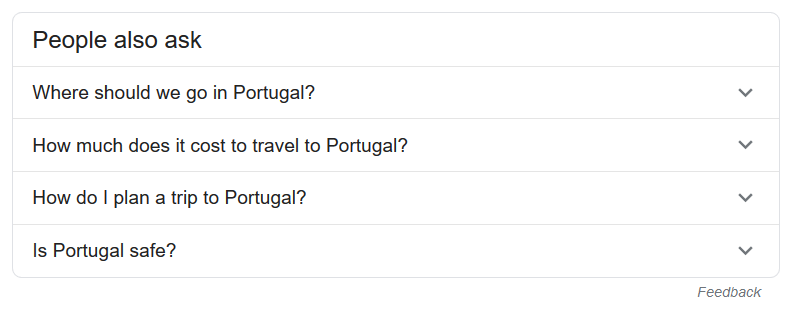 People also ask
Where should we go in Portugal?
How much does it cost to travel to Portugal?
How do I plan a trip to Portugal?
Is Portugal safe?
Feedback